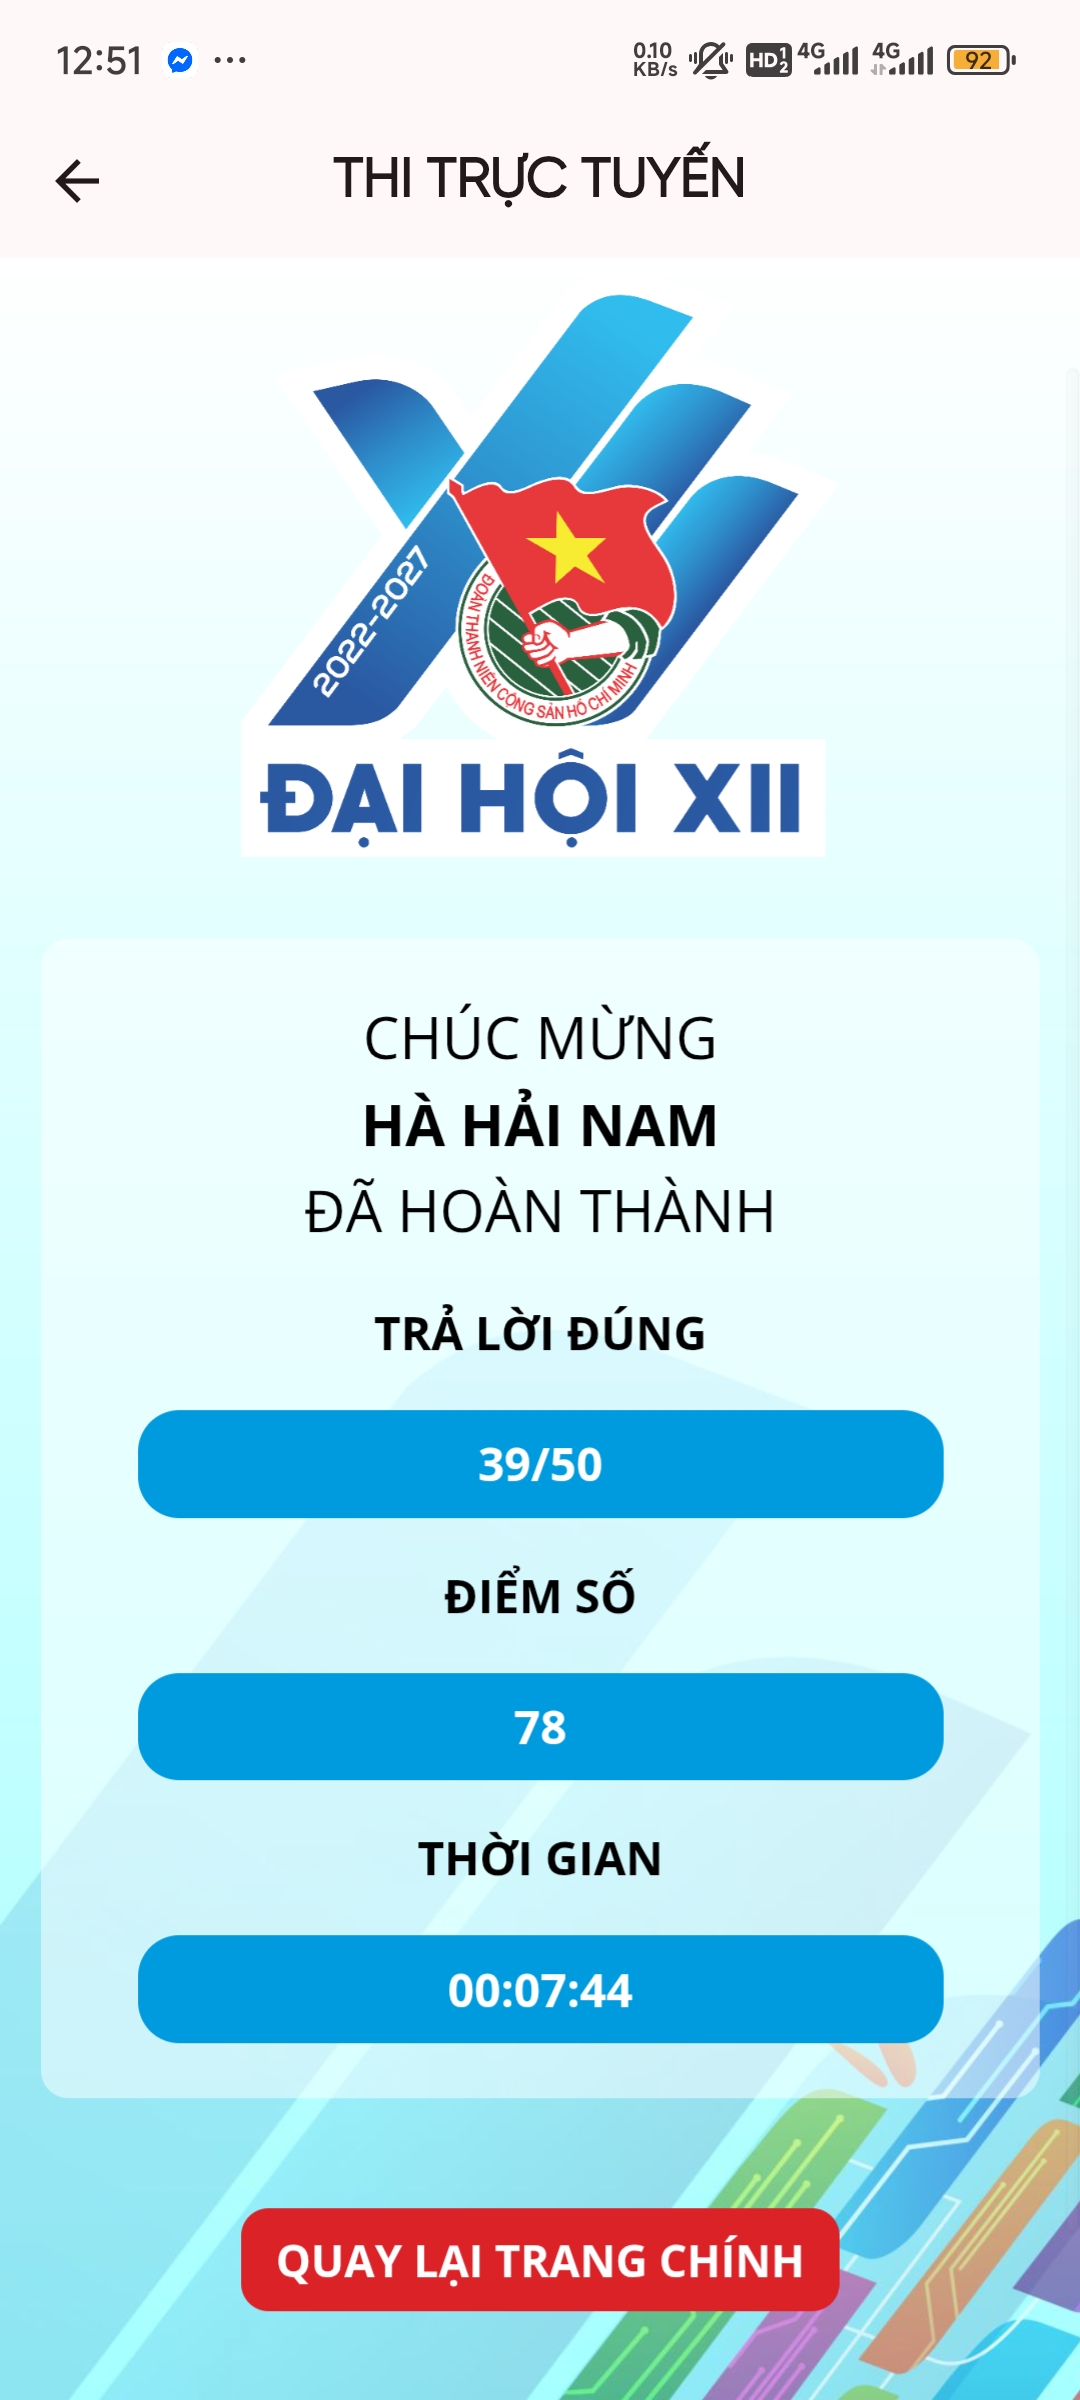 12:51
0.10
KB/s
HD 1 2
4G
4G
92
THI TRỰC TUYẾN
2022-2027
ĐOÀN THANH NIÊN CỘNG SẢN HỒ CHÍ MINH
ĐẠI HỘI XII
CHÚC MỪNG
HÀ HẢI NAM
ĐÃ HOÀN THÀNH
TRẢ LỜI ĐÚNG
39/50
ĐIỂM SỐ
78
THỜI GIAN
00:07:44
QUAY LẠI TRANG CHÍNH